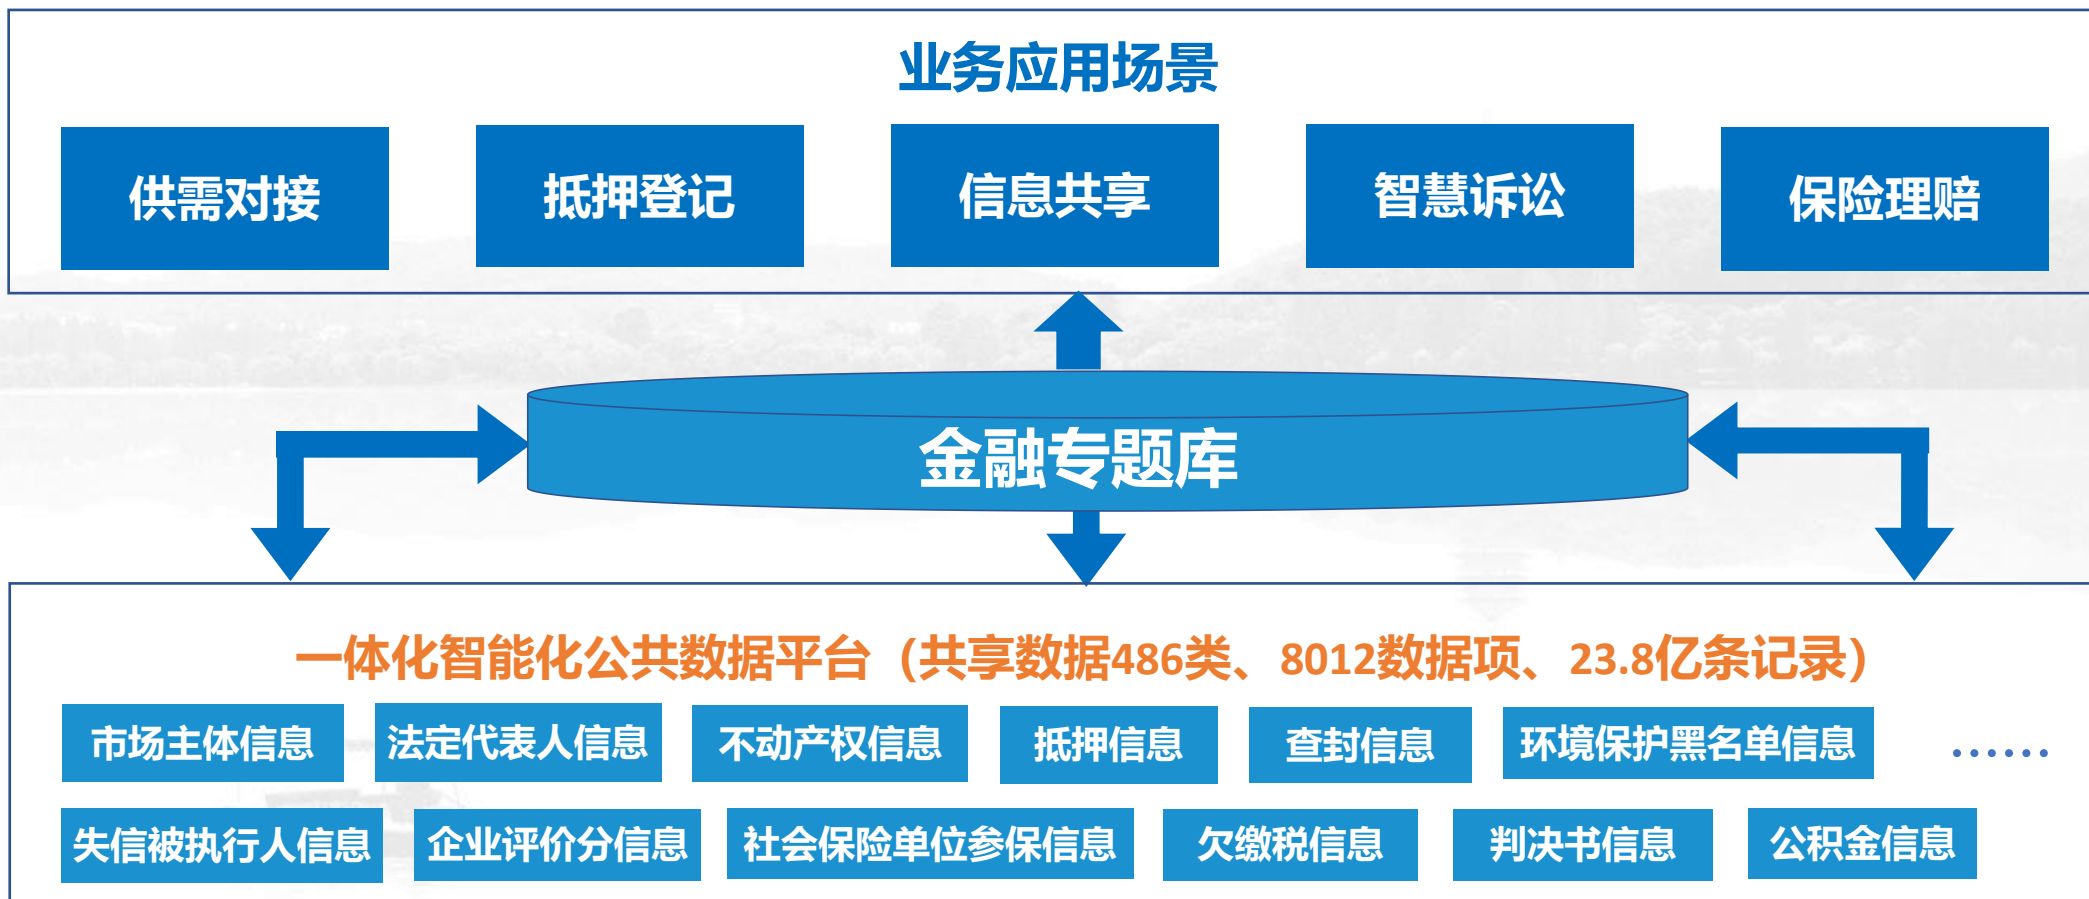 业务应用场景
供需对接
抵押登记
信息共享
智慧诉讼
保险理赔
金融专题库
一体化智能化公共数据平台（共享数据486类、8012数据项、23.8亿条记录）
市场主体信息
法定代表人信息
不动产权信息
抵押信息
查封信息
环境保护黑名单信息
……
失信被执行人信息
企业评价分信息
社会保险单位参保信息
欠缴税信息
判决书信息
公积金信息